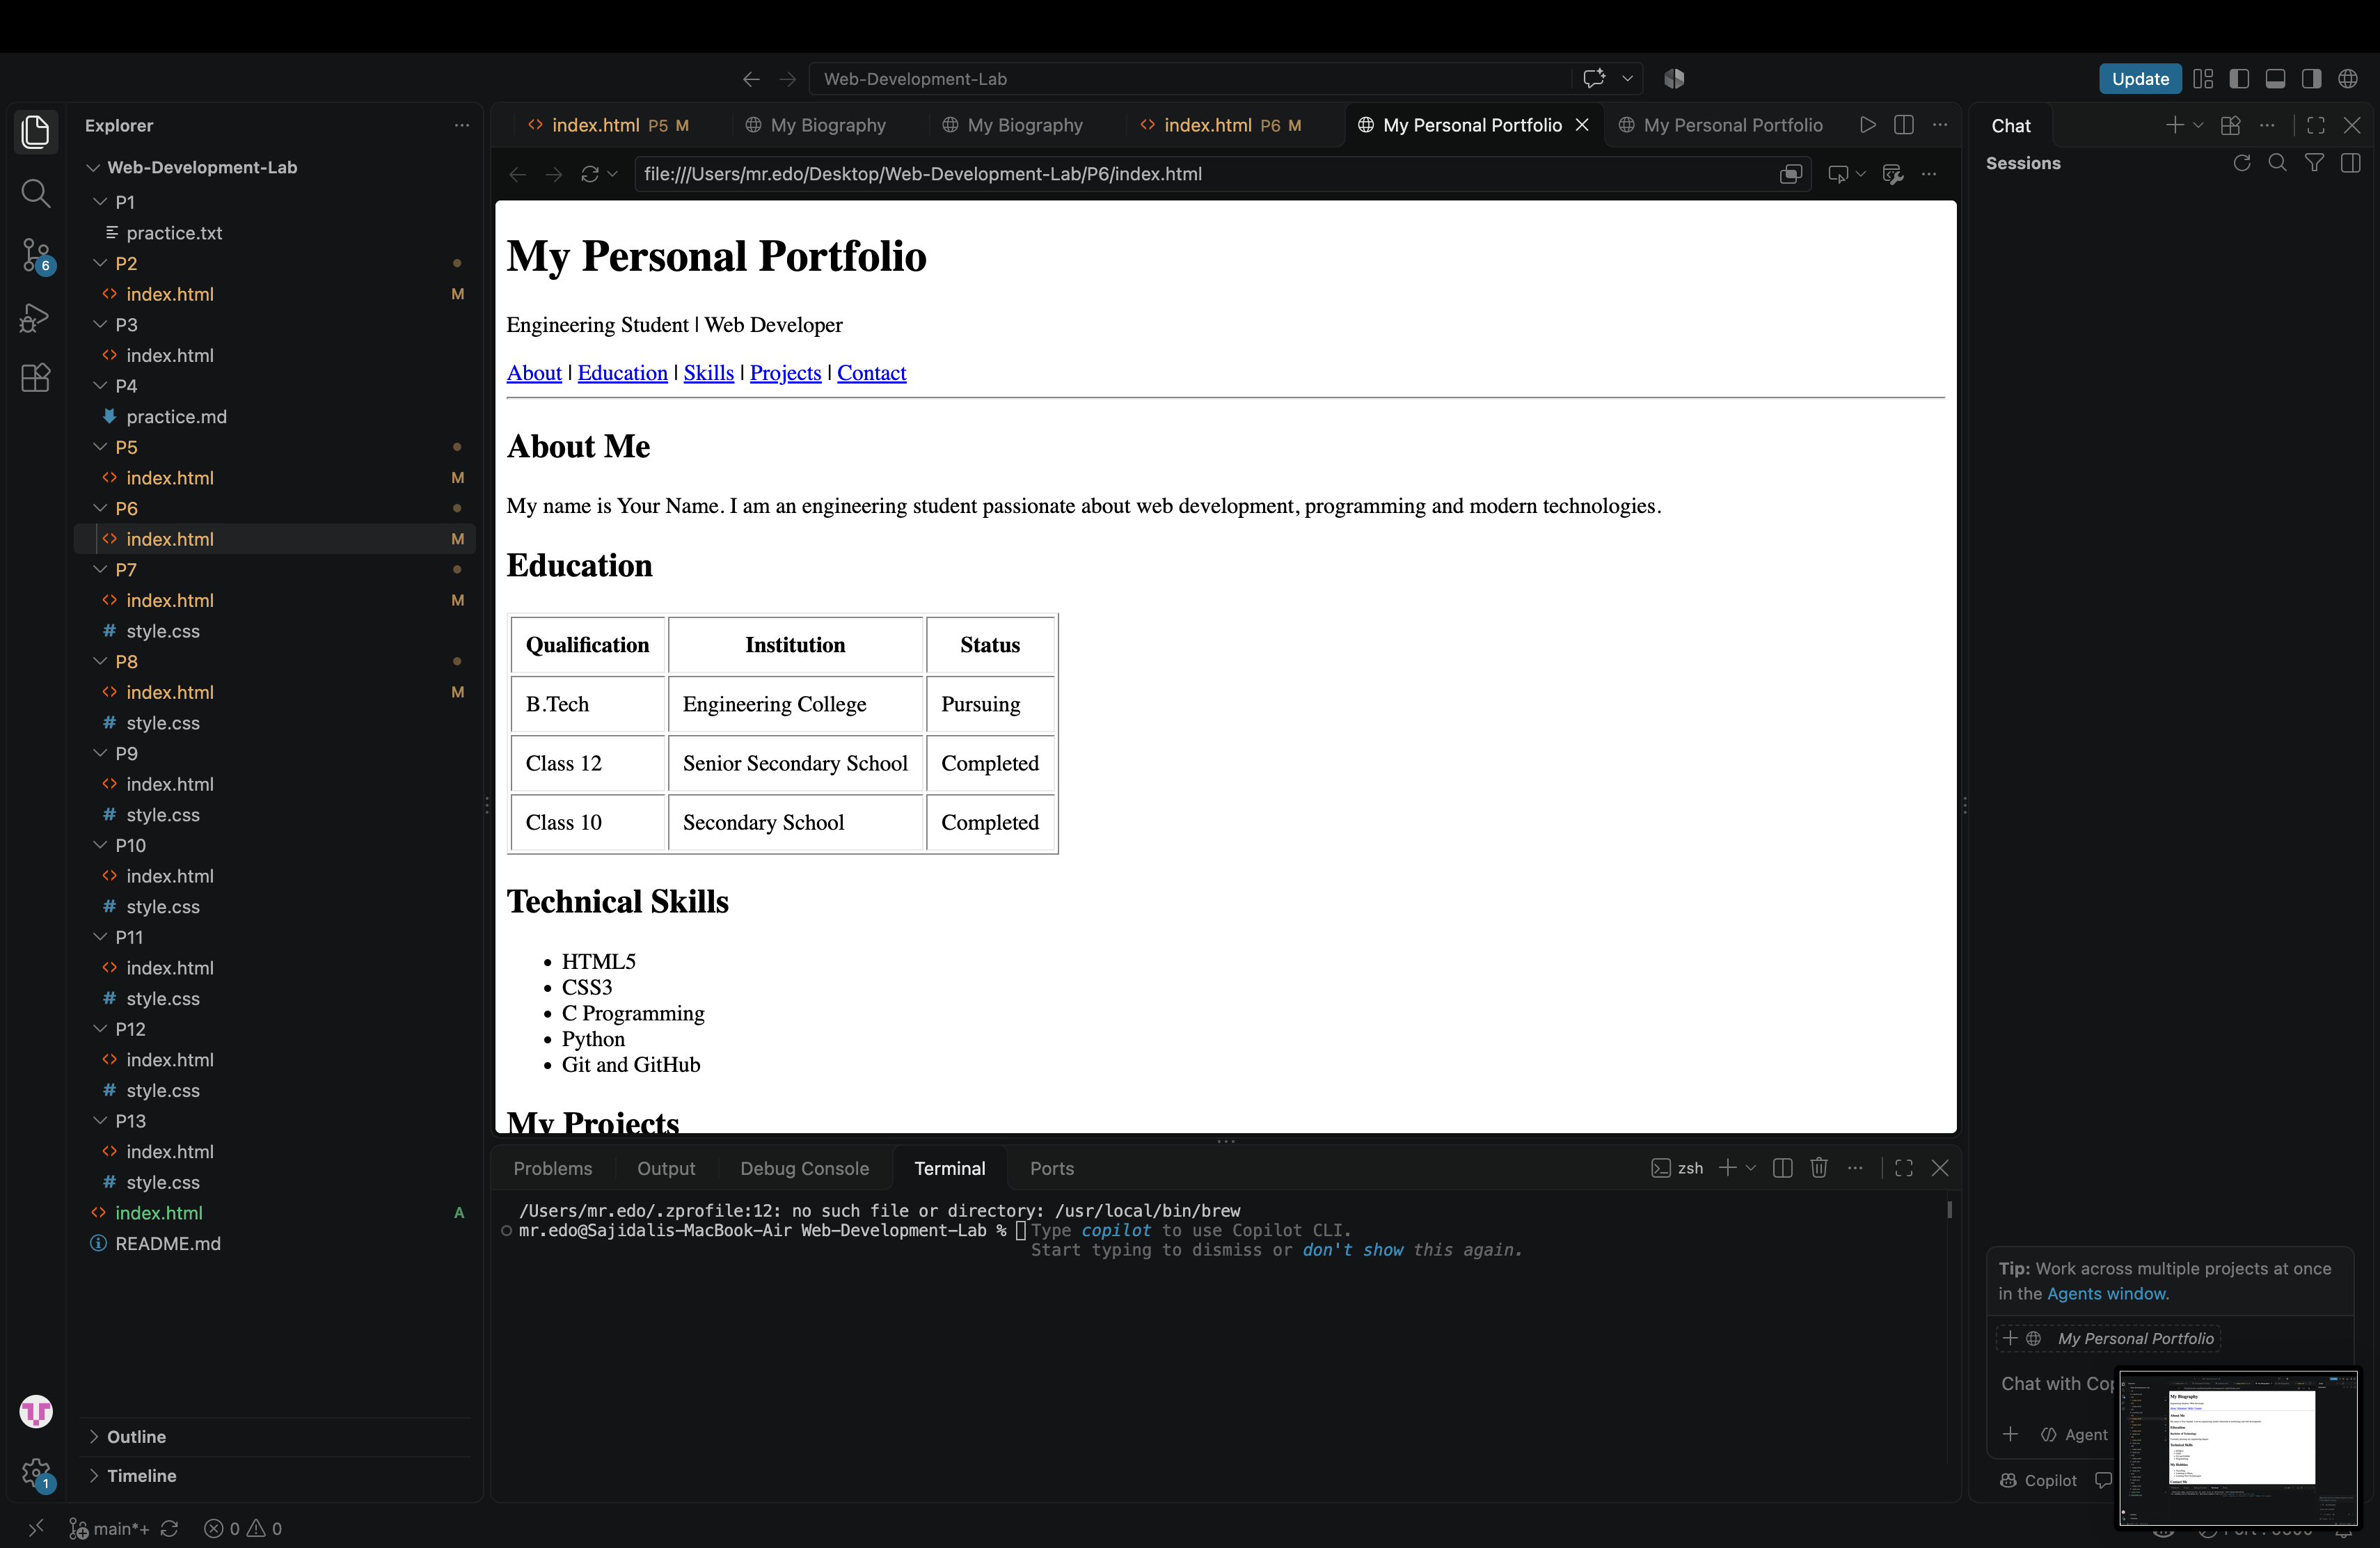 Web-Development-Lab
Update
Explorer
Web-Development-Lab
P1
practice.txt
P2
index.html M
P3
index.html
P4
practice.md
P5
index.html M
P6
index.html M
P7
index.html M
style.css
P8
index.html M
style.css
P9
index.html
style.css
P10
index.html
style.css
P11
index.html
style.css
P12
index.html
style.css
P13
index.html
style.css
index.html A
README.md
Outline
Timeline
6
1
index.html P5 M
My Biography
My Biography
index.html P6 M
My Personal Portfolio
My Personal Portfolio
file:///Users/mr.edo/Desktop/Web-Development-Lab/P6/index.html
My Personal Portfolio
Engineering Student | Web Developer
About | Education | Skills | Projects | Contact
About Me
My name is Your Name. I am an engineering student passionate about web development, programming and modern technologies.
Education
Qualification Institution Status
B.Tech Engineering College Pursuing
Class 12 Senior Secondary School Completed
Class 10 Secondary School Completed
Technical Skills
HTML5
CSS3
C Programming
Python
Git and GitHub
My Projects
Problems Output Debug Console Terminal Ports
zsh
/Users/mr.edo/.zprofile:12: no such file or directory: /usr/local/bin/brew
mr.edo@Sajidalis-MacBook-Air Web-Development-Lab % Type copilot to use Copilot CLI.
Start typing to dismiss or don't show this again.
Chat
Sessions
Tip: Work across multiple projects at once
in the Agents window.
My Personal Portfolio
Chat with
Agent
Copilot
My Biography
About Me
main*+ 0 0